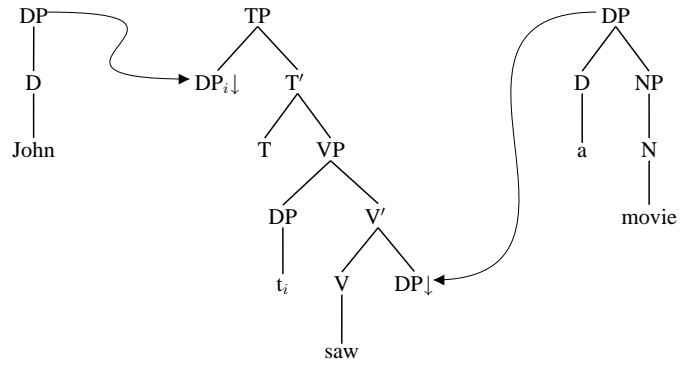 DP TP DP
D DPᵢ↓ T′ D NP
John T VP a N
DP V′ movie
tᵢ V DP↓
saw